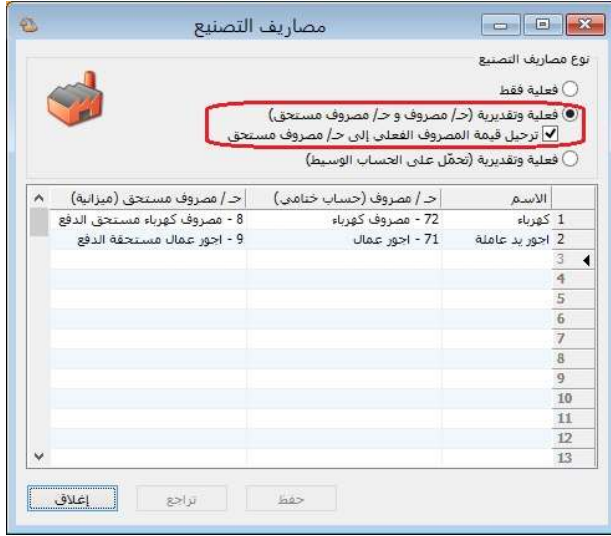 مصاريف التصنيع
نوع مصاريف التصنيع
فعلية فقط
فعلية وتقديرية (حـ/ مصروف و حـ/ مصروف مستحق)
ترحيل قيمة المصروف الفعلي إلى حـ/ مصروف مستحق
فعلية وتقديرية (تحمّل على الحساب الوسيط)
الاسم حـ / مصروف (حساب ختامي) حـ / مصروف مستحق (ميزانية)
1 كهرباء 72 - مصروف كهرباء 8 - مصروف كهرباء مستحق الدفع
2 اجور يد عاملة 71 - اجور عمال 9 - اجور عمال مستحقة الدفع
3
4
5
6
7
8
9
10
11
12
13
حفظ تراجع إغلاق